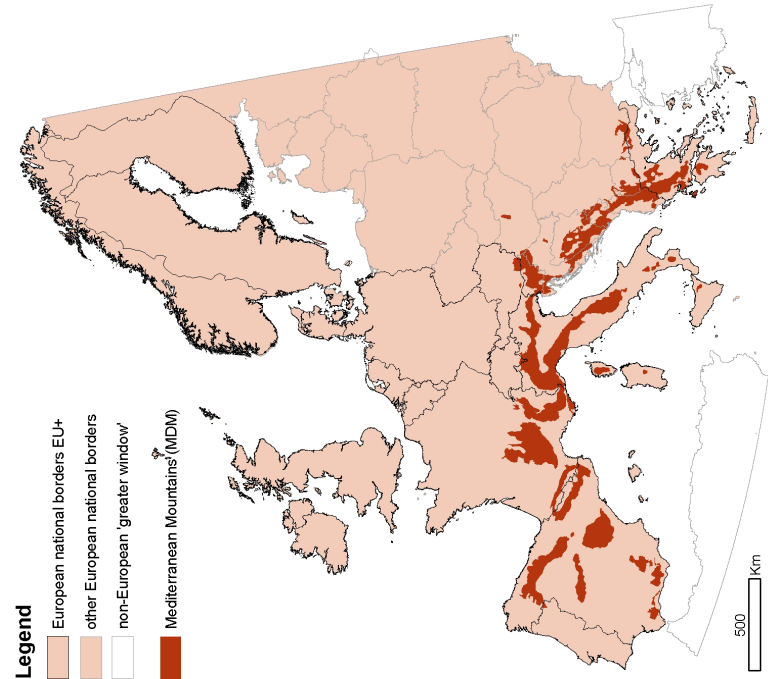 Legend
European national borders EU+
other European national borders
non-European 'greater window'
Mediterranean Mountains' (MDM)
500 Km